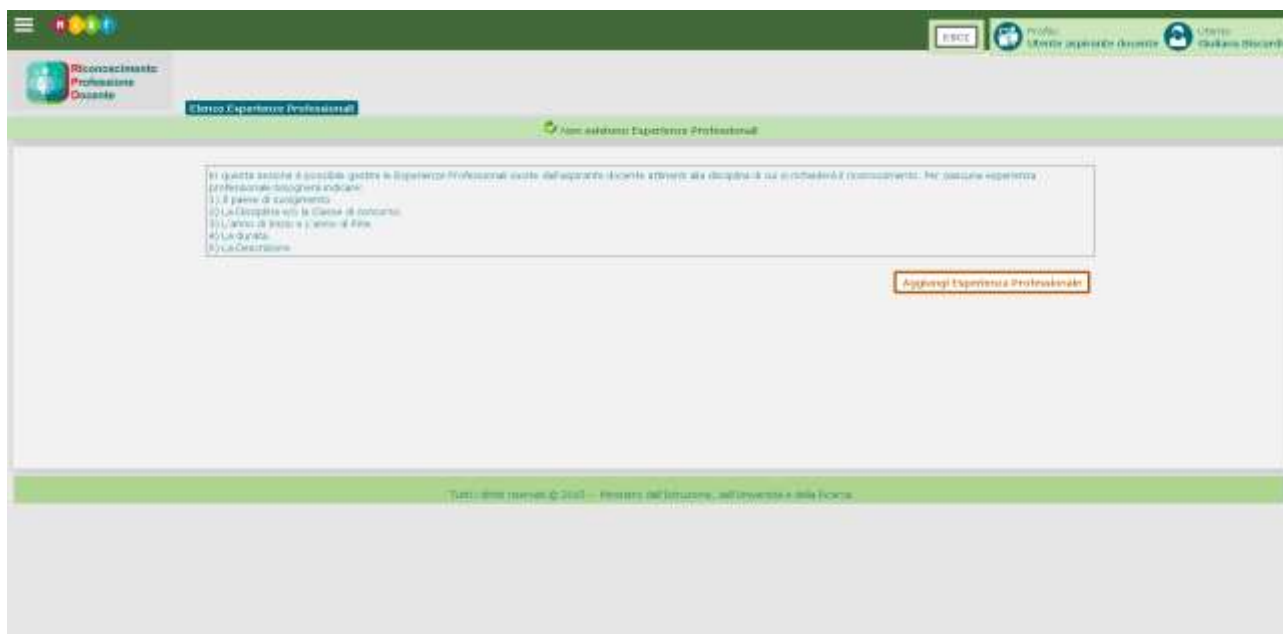 MIUR
ESCI
Profilo:
Utente aspirante docente
Utente:
Giuliana Biscardi
Riconoscimento
Professione
Docente
Elenco Esperienze Professionali
Non esistono Esperienze Professionali
In questa sezione è possibile gestire le Esperienze Professionali svolte dall'aspirante docente attinenti alla disciplina di cui si richiederà il riconoscimento. Per ciascuna esperienza
professionale bisognerà indicare:
1) Il paese di svolgimento
2) La Disciplina e/o la Classe di concorso
3) L'anno di Inizio e L'anno di Fine
4) La durata
5) La Descrizione
Aggiungi Esperienza Professionale
Tutti i diritti riservati © - Ministero dell'Istruzione, dell'Università e della Ricerca